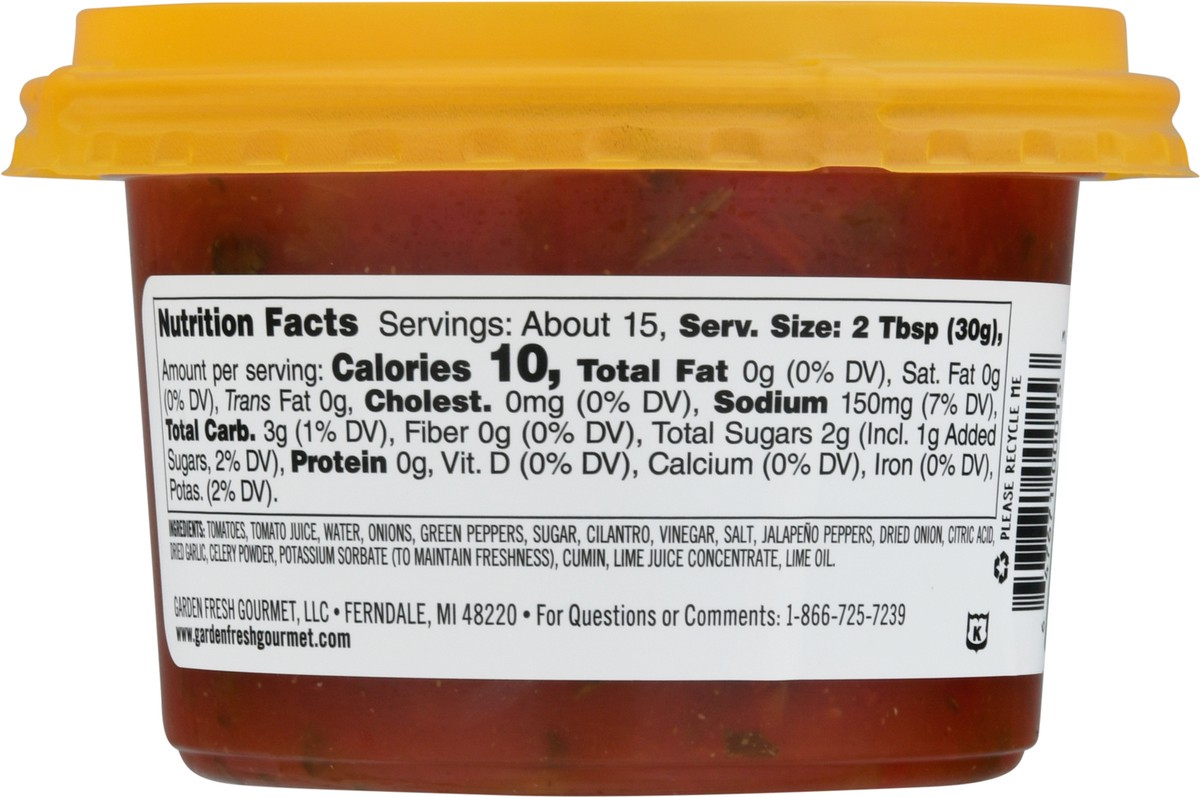 Nutrition Facts Servings: About 15, Serv. Size: 2 Tbsp (30g),
Amount per serving: Calories 10, Total Fat 0g (0% DV), Sat. Fat 0g
(0% DV), Trans Fat 0g, Cholest. 0mg (0% DV), Sodium 150mg (7% DV),
Total Carb. 3g (1% DV), Fiber 0g (0% DV), Total Sugars 2g (Incl. 1g Added
Sugars, 2% DV), Protein 0g, Vit. D (0% DV), Calcium (0% DV), Iron (0% DV),
Potas. (2% DV).
INGREDIENTS: TOMATOES, TOMATO JUICE, WATER, ONIONS, GREEN PEPPERS, SUGAR, CILANTRO, VINEGAR, SALT, JALAPEÑO PEPPERS, DRIED ONION, CITRIC ACID,
DRIED GARLIC, CELERY POWDER, POTASSIUM SORBATE (TO MAINTAIN FRESHNESS), CUMIN, LIME JUICE CONCENTRATE, LIME OIL.
GARDEN FRESH GOURMET, LLC • FERNDALE, MI 48220 • For Questions or Comments: 1-866-725-7239
www.gardenfreshgourmet.com
K
PLEASE RECYCLE ME